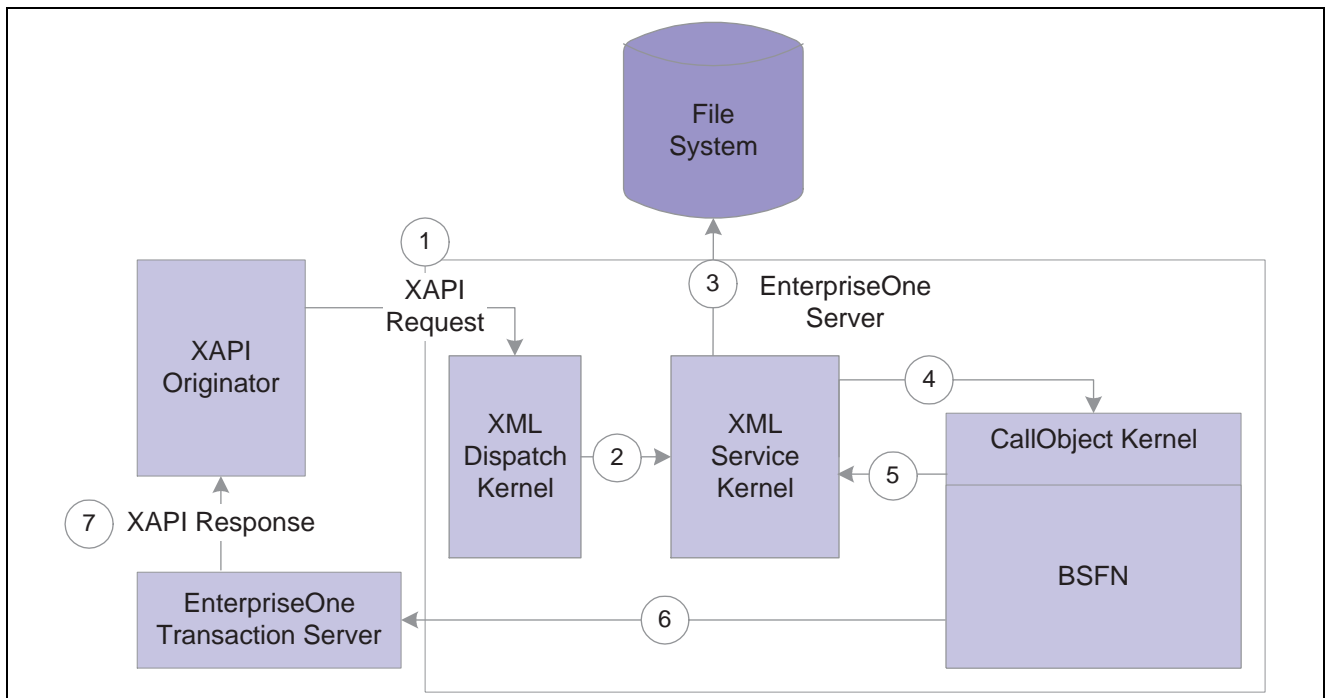 File
System
1
XAPI
Request
3
EnterpriseOne
Server
XAPI
Originator
XML
Dispatch
Kernel
2
XML
Service
Kernel
4
CallObject Kernel
5
BSFN
7
XAPI Response
EnterpriseOne
Transaction Server
6